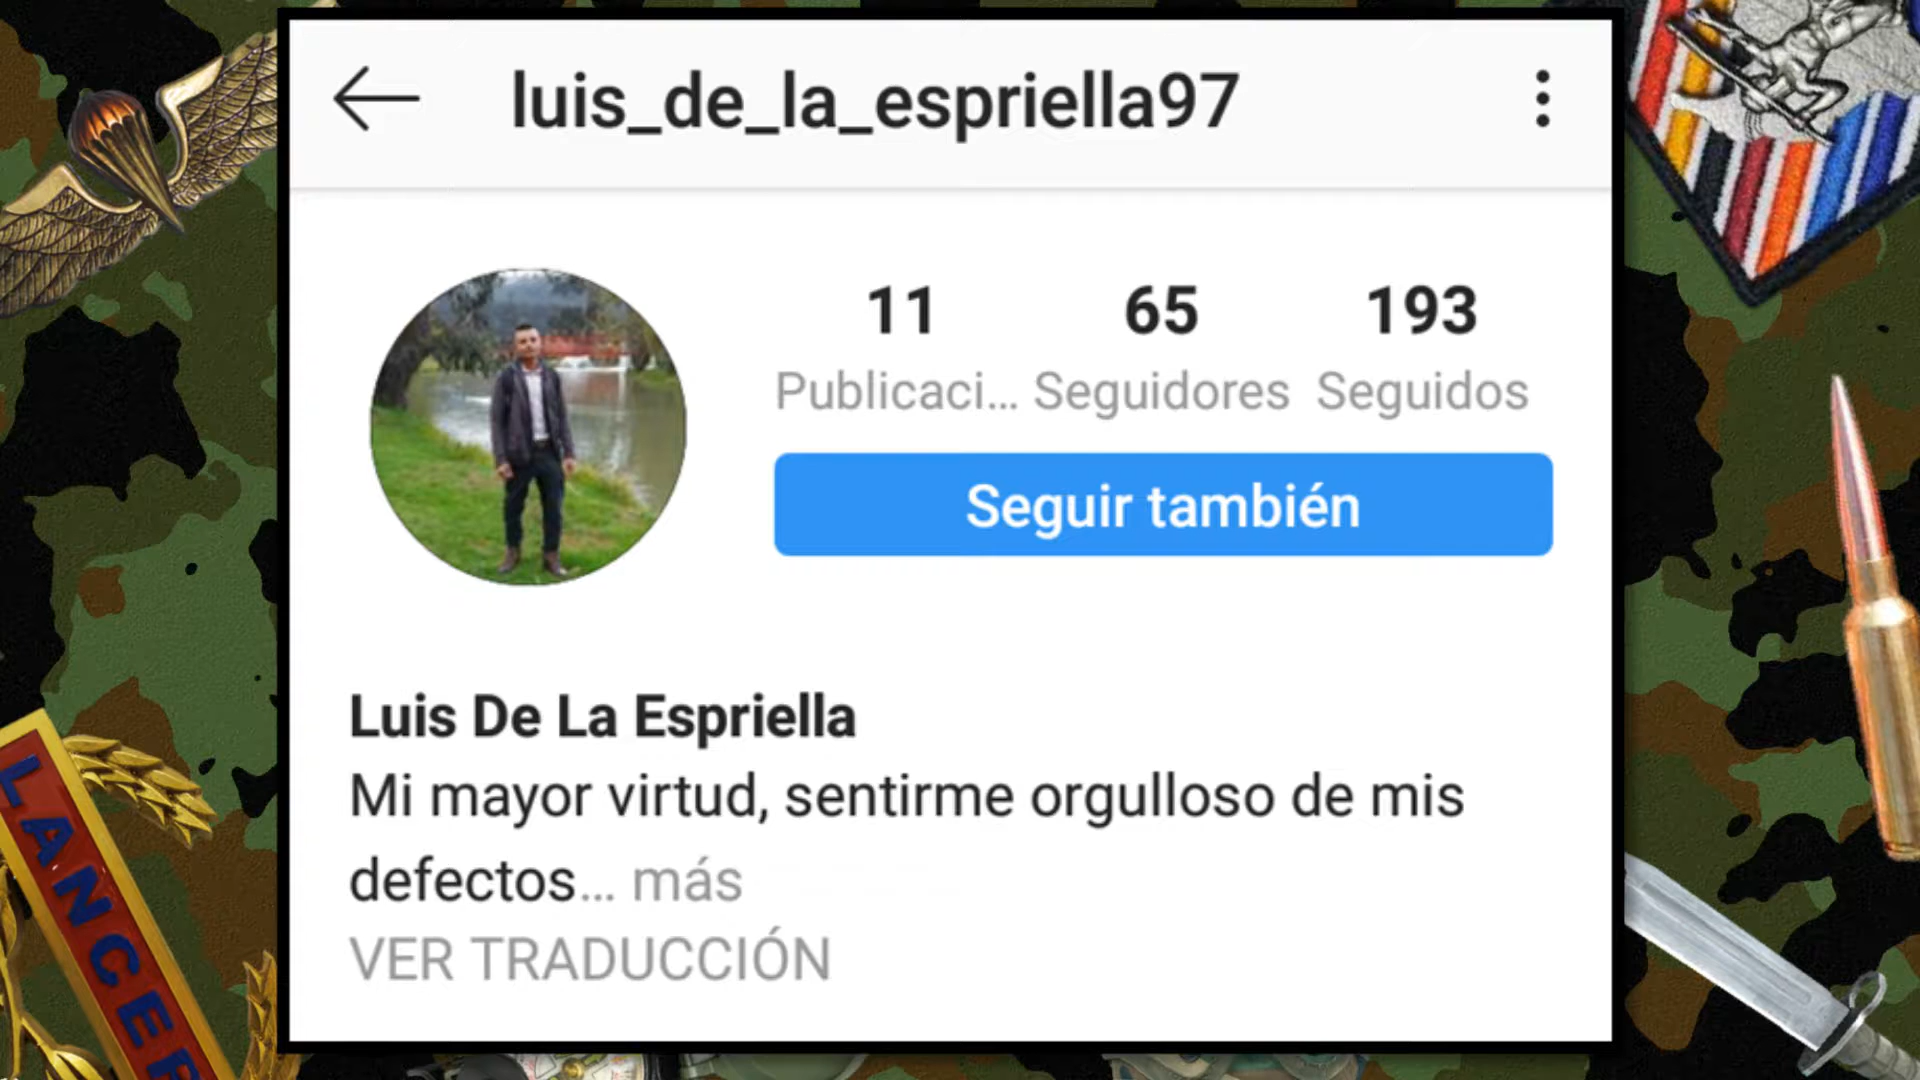 luis_de_la_espriella97
11 65 193
Publicaci... Seguidores Seguidos
Seguir también
Luis De La Espriella
Mi mayor virtud, sentirme orgulloso de mis
defectos... más
VER TRADUCCIÓN
LANCER